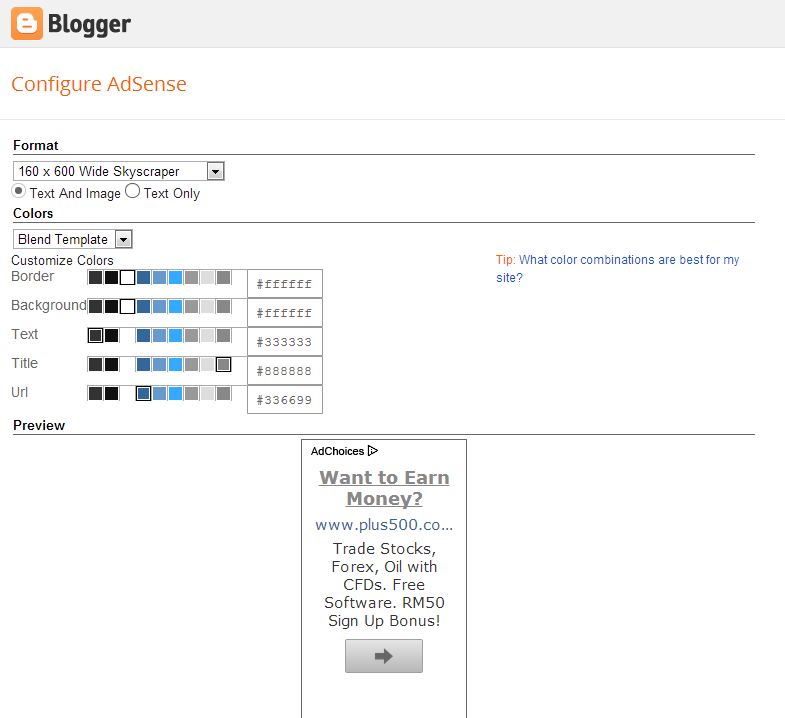 Blogger
Configure AdSense
Format
160 x 600 Wide Skyscraper
Text And Image Text Only
Colors
Blend Template
Customize Colors
Border #ffffff
Background #ffffff
Text #333333
Title #888888
Url #336699
Tip: What color combinations are best for my
site?
Preview
AdChoices
Want to Earn
Money?
www.plus500.co...
Trade Stocks,
Forex, Oil with
CFDs. Free
Software. RM50
Sign Up Bonus!